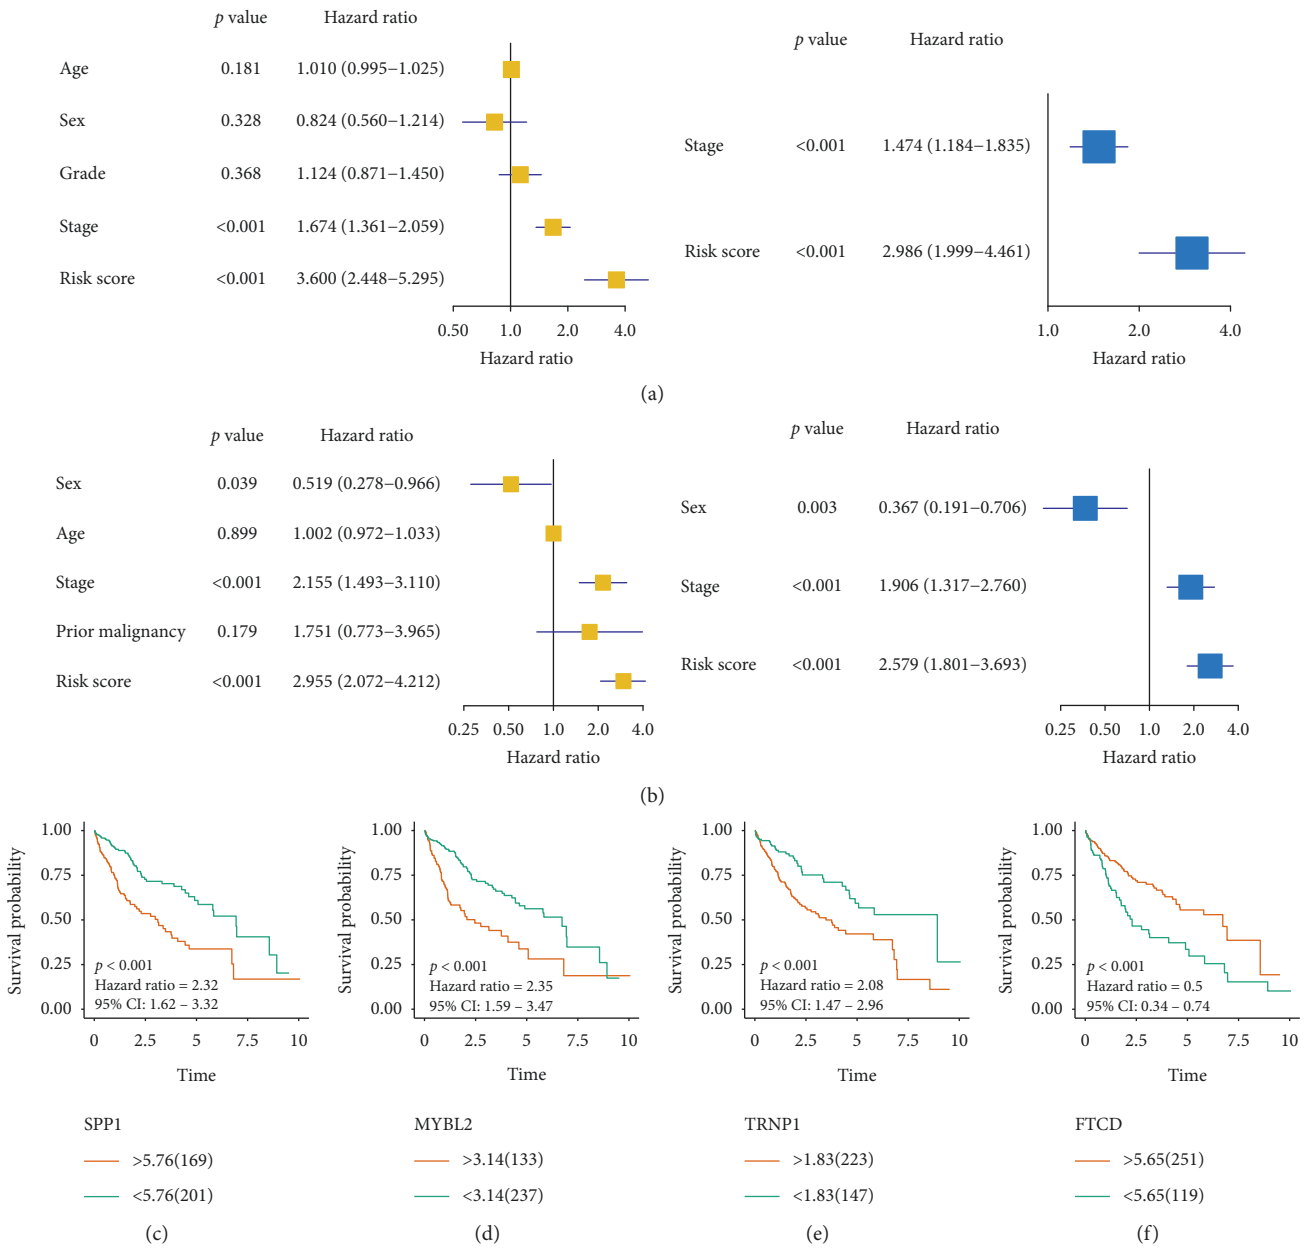 p value Hazard ratio
Age 0.181 1.010 (0.995–1.025)
Sex 0.328 0.824 (0.560–1.214)
Grade 0.368 1.124 (0.871–1.450)
Stage <0.001 1.674 (1.361–2.059)
Risk score <0.001 3.600 (2.448–5.295)
0.50 1.0 2.0 4.0
Hazard ratio
p value Hazard ratio
Stage <0.001 1.474 (1.184–1.835)
Risk score <0.001 2.986 (1.999–4.461)
1.0 2.0 4.0
Hazard ratio
(a)
p value Hazard ratio
Sex 0.039 0.519 (0.278–0.966)
Age 0.899 1.002 (0.972–1.033)
Stage <0.001 2.155 (1.493–3.110)
Prior malignancy 0.179 1.751 (0.773–3.965)
Risk score <0.001 2.955 (2.072–4.212)
0.25 0.50 1.0 2.0 4.0
Hazard ratio
p value Hazard ratio
Sex 0.003 0.367 (0.191–0.706)
Stage <0.001 1.906 (1.317–2.760)
Risk score <0.001 2.579 (1.801–3.693)
0.25 0.50 1.0 2.0 4.0
Hazard ratio
(b)
Survival probability
1.00
0.75
0.50
0.25
0.00
p < 0.001
Hazard ratio = 2.32
95% CI: 1.62 – 3.32
0 2.5 5 7.5 10
Time
SPP1
>5.76(169)
<5.76(201)
(c)
Survival probability
1.00
0.75
0.50
0.25
0.00
p < 0.001
Hazard ratio = 2.35
95% CI: 1.59 – 3.47
0 2.5 5 7.5 10
Time
MYBL2
>3.14(133)
<3.14(237)
(d)
Survival probability
1.00
0.75
0.50
0.25
0.00
p < 0.001
Hazard ratio = 2.08
95% CI: 1.47 – 2.96
0 2.5 5 7.5 10
Time
TRNP1
>1.83(223)
<1.83(147)
(e)
Survival probability
1.00
0.75
0.50
0.25
0.00
p < 0.001
Hazard ratio = 0.5
95% CI: 0.34 – 0.74
0 2.5 5 7.5 10
Time
FTCD
>5.65(251)
<5.65(119)
(f)